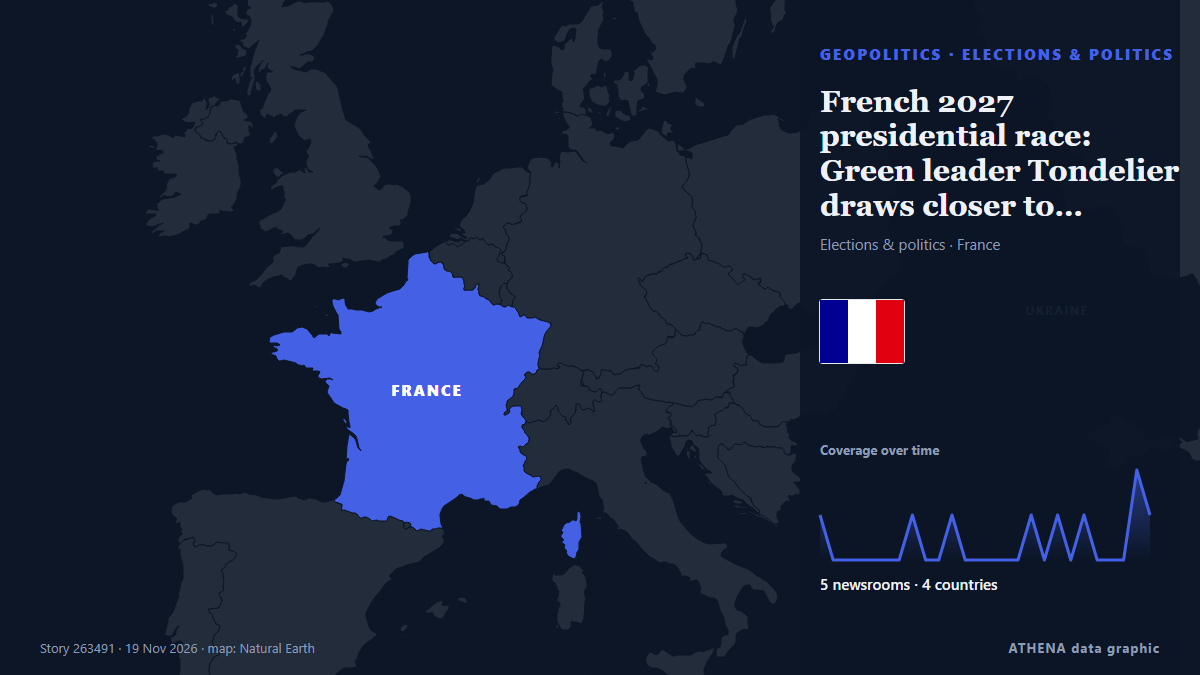 GEOPOLITICS · ELECTIONS & POLITICS
French 2027
presidential race:
Green leader Tondelier
draws closer to…
Elections & politics · France
UKRAINE
FRANCE
Coverage over time
5 newsrooms · 4 countries
Story 263491 · 19 Nov 2026 · map: Natural Earth
ATHENA data graphic